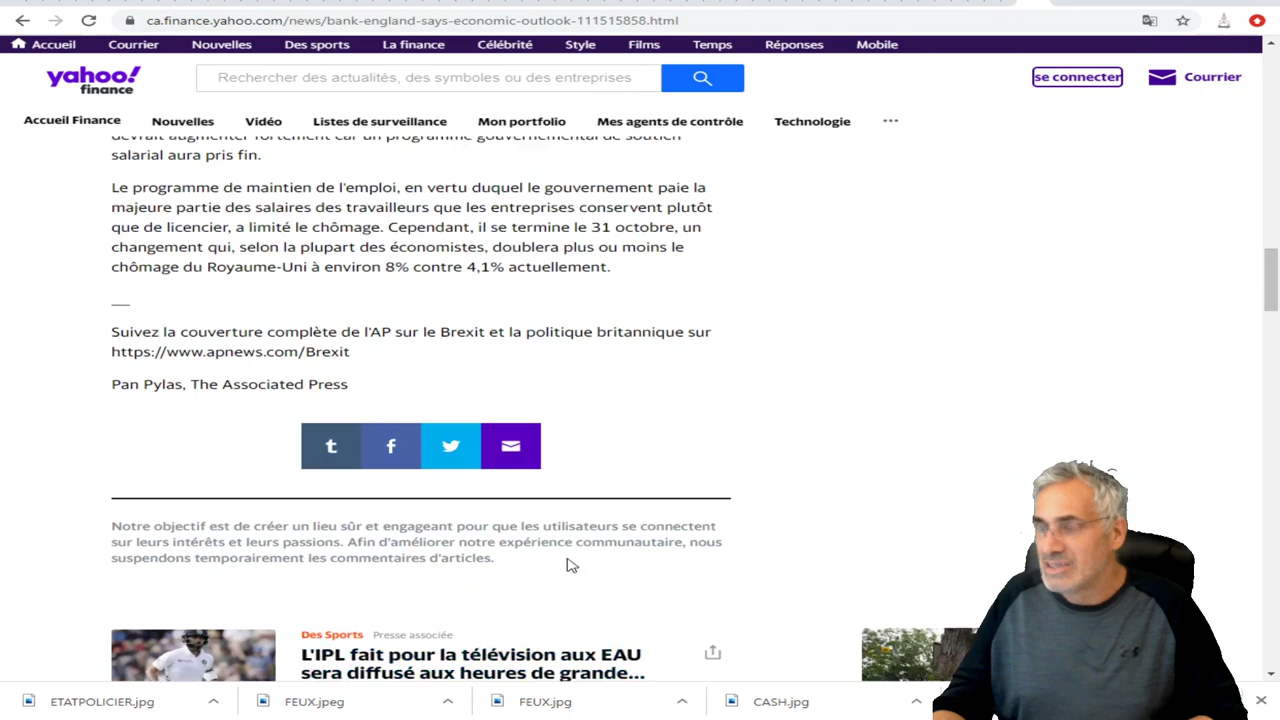 ca.finance.yahoo.com/news/bank-england-says-economic-outlook-111515858.html
Accueil Courrier Nouvelles Des sports La finance Célébrité Style Films Temps Réponses Mobile
yahoo!
finance
Rechercher des actualités, des symboles ou des entreprises
se connecter
Courrier
Accueil Finance Nouvelles Vidéo Listes de surveillance Mon portfolio Mes agents de contrôle Technologie ...
devrait augmenter fortement car un programme gouvernemental de soutien
salarial aura pris fin.
Le programme de maintien de l'emploi, en vertu duquel le gouvernement paie la
majeure partie des salaires des travailleurs que les entreprises conservent plutôt
que de licencier, a limité le chômage. Cependant, il se termine le 31 octobre, un
changement qui, selon la plupart des économistes, doublera plus ou moins le
chômage du Royaume-Uni à environ 8% contre 4,1% actuellement.
__
Suivez la couverture complète de l'AP sur le Brexit et la politique britannique sur
https://www.apnews.com/Brexit
Pan Pylas, The Associated Press
Notre objectif est de créer un lieu sûr et engageant pour que les utilisateurs se connectent
sur leurs intérêts et leurs passions. Afin d'améliorer notre expérience communautaire, nous
suspendons temporairement les commentaires d'articles.
Des Sports Presse associée
L'IPL fait pour la télévision aux EAU
sera diffusé aux heures de grande...
ETATPOLICIER.jpg FEUX.jpeg FEUX.jpg CASH.jpg